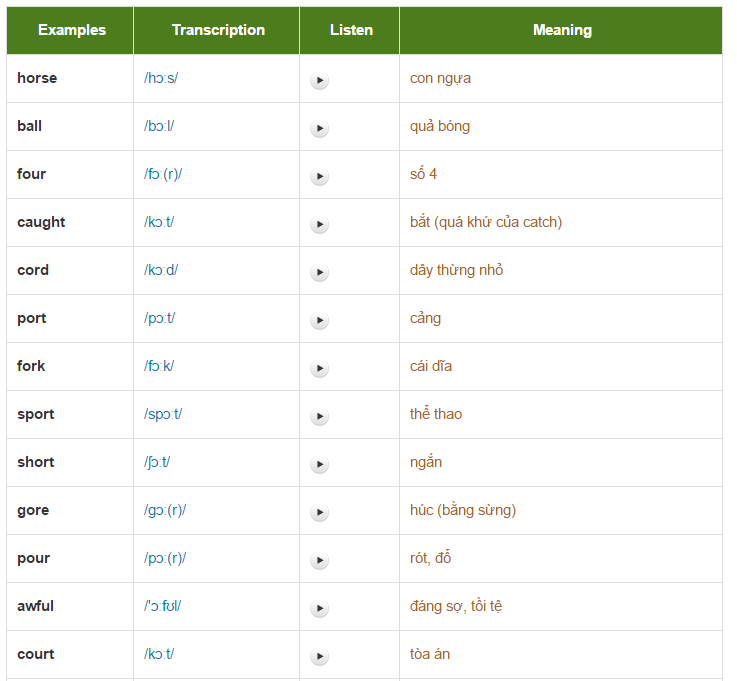 Examples Transcription Listen Meaning
horse /hɔːs/ con ngựa
ball /bɔːl/ quả bóng
four /fɔː(r)/ số 4
caught /kɔːt/ bắt (quá khứ của catch)
cord /kɔːd/ dây thừng nhỏ
port /pɔːt/ cảng
fork /fɔːk/ cái dĩa
sport /spɔːt/ thể thao
short /ʃɔːt/ ngắn
gore /gɔː(r)/ húc (bằng sừng)
pour /pɔː(r)/ rót, đổ
awful /'ɔːfʊl/ đáng sợ, tồi tệ
court /kɔːt/ tòa án